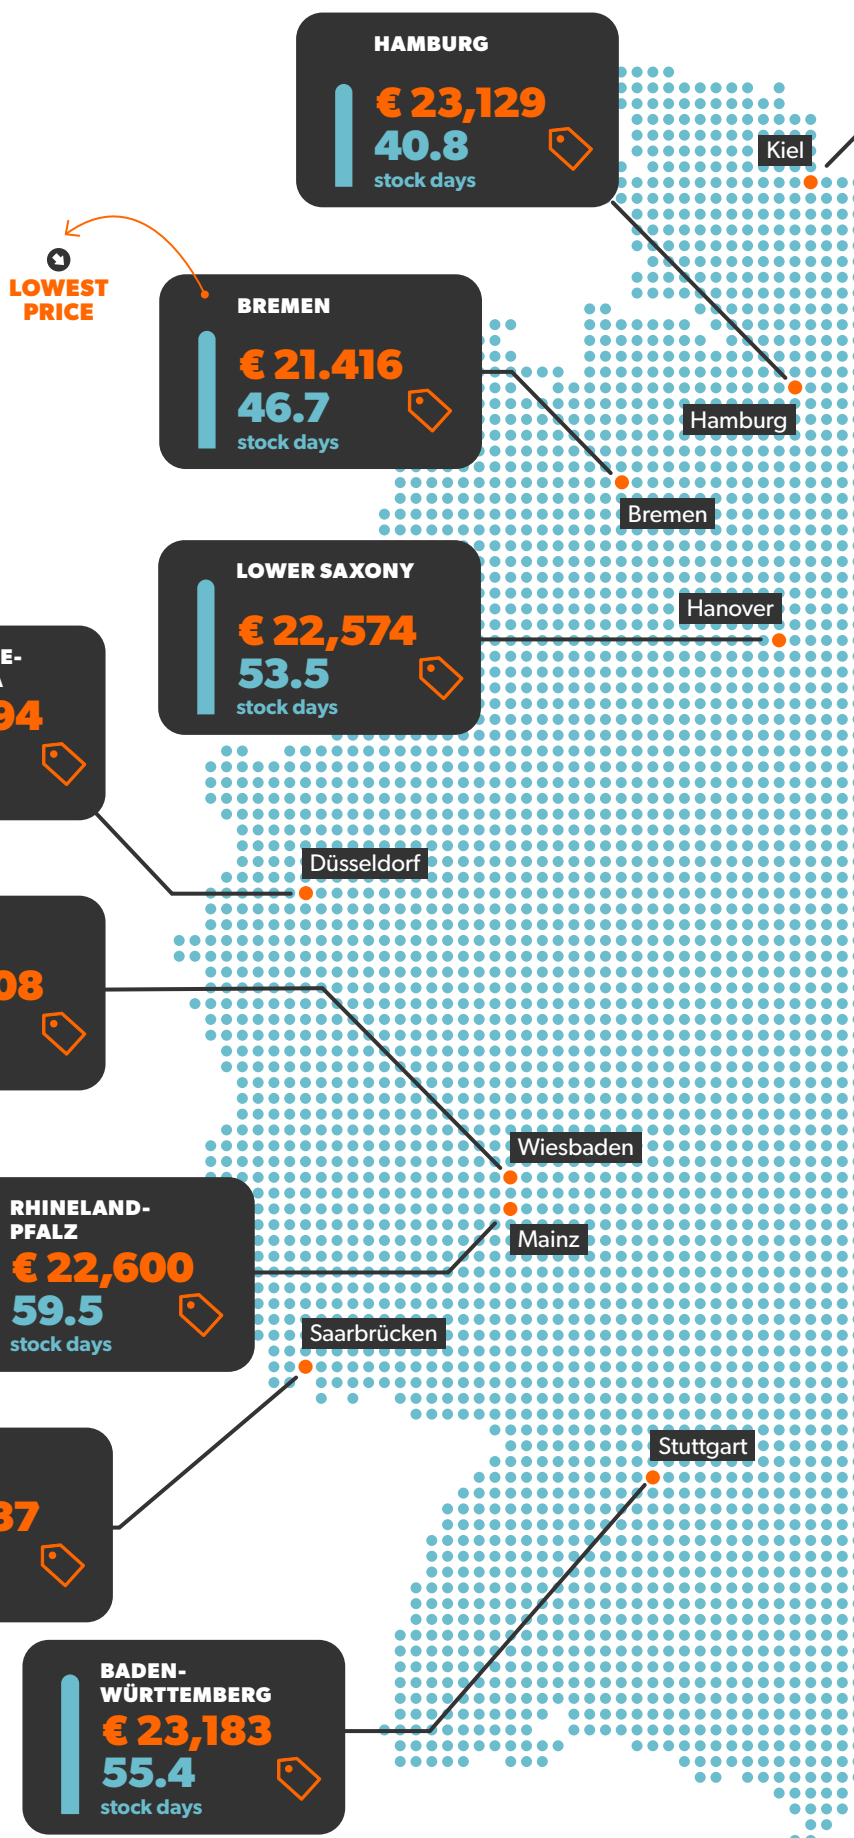 HAMBURG
€ 23,129
40.8
stock days
Kiel
LOWEST
PRICE
BREMEN
€ 21.416
46.7
stock days
Hamburg
Bremen
LOWER SAXONY
€ 22,574
53.5
stock days
Hanover
E-
94
Düsseldorf
08
Wiesbaden
Mainz
RHINELAND-
PFALZ
€ 22,600
59.5
stock days
Saarbrücken
Stuttgart
37
BADEN-
WÜRTTEMBERG
€ 23,183
55.4
stock days